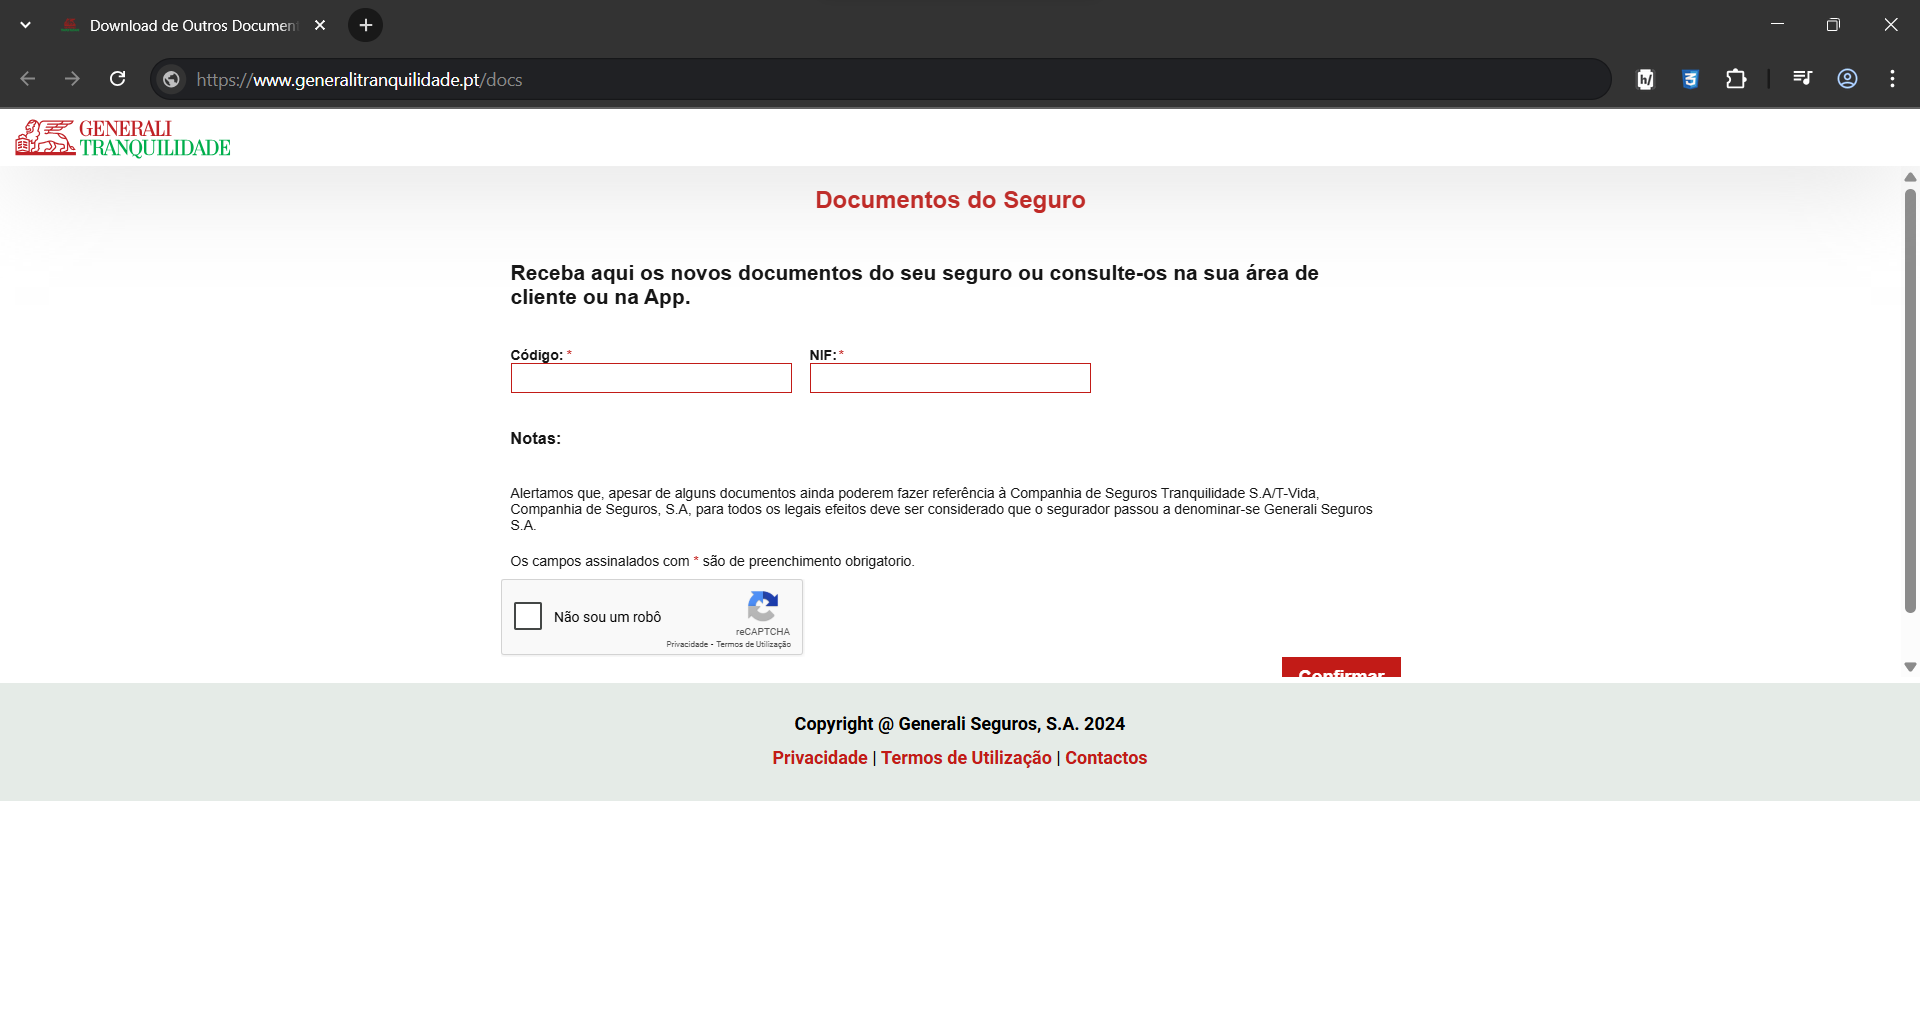 Download de Outros Documen
https://www.generalitranquilidade.pt/docs
GENERALI
TRANQUILIDADE
Documentos do Seguro
Receba aqui os novos documentos do seu seguro ou consulte-os na sua área de
cliente ou na App.
Código: * NIF: *
Notas:
Alertamos que, apesar de alguns documentos ainda poderem fazer referência à Companhia de Seguros Tranquilidade S.A/T-Vida,
Companhia de Seguros, S.A, para todos os legais efeitos deve ser considerado que o segurador passou a denominar-se Generali Seguros
S.A.
Os campos assinalados com * são de preenchimento obrigatorio.
Não sou um robô
reCAPTCHA
Privacidade - Termos de Utilização
Confirmar
Copyright @ Generali Seguros, S.A. 2024
Privacidade | Termos de Utilização | Contactos